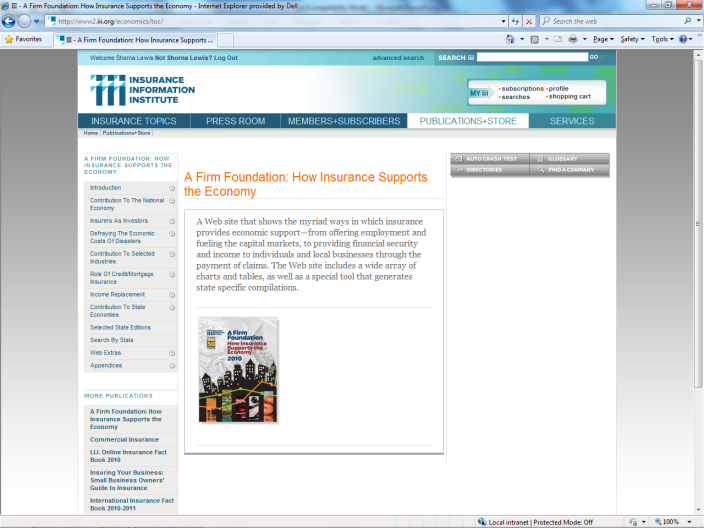 III - A Firm Foundation: How Insurance Supports the Economy - Internet Explorer provided by Dell
http://www2.iii.org/economics/toc/
Search the web
Favorites
III - A Firm Foundation: How Insurance Supports ...
Page Safety Tools
Welcome Shorna Lewis Not Shorna Lewis? Log Out
advanced search
SEARCH iii
GO
INSURANCE
INFORMATION
INSTITUTE
MY iii
subscriptions
profile
searches
shopping cart
INSURANCE TOPICS
PRESS ROOM
MEMBERS+SUBSCRIBERS
PUBLICATIONS+STORE
SERVICES
Home | Publications+Store |
A FIRM FOUNDATION: HOW
INSURANCE SUPPORTS THE
ECONOMY
Introduction
Contribution To The National
Economy
Insurers As Investors
Defraying The Economic
Costs Of Disasters
Contribution To Selected
Industries
Role Of Credit/Mortgage
Insurance
Income Replacement
Contribution To State
Economies
Selected State Editions
Search By State
Web Extras
Appendices
MORE PUBLICATIONS
A Firm Foundation: How
Insurance Supports the
Economy
Commercial Insurance
I.I.I. Online Insurance Fact
Book 2010
Insuring Your Business:
Small Business Owners'
Guide to Insurance
International Insurance Fact
Book 2010-2011
A Firm Foundation: How Insurance Supports
the Economy
A Web site that shows the myriad ways in which insurance
provides economic support—from offering employment and
fueling the capital markets, to providing financial security
and income to individuals and local businesses through the
payment of claims. The Web site includes a wide array of
charts and tables, as well as a special tool that generates
state specific compilations.
A Firm
Foundation
How Insurance
Supports the
Economy
2010
AUTO CRASH TEST
GLOSSARY
DIRECTORIES
FIND A COMPANY
Local intranet | Protected Mode: Off
100%